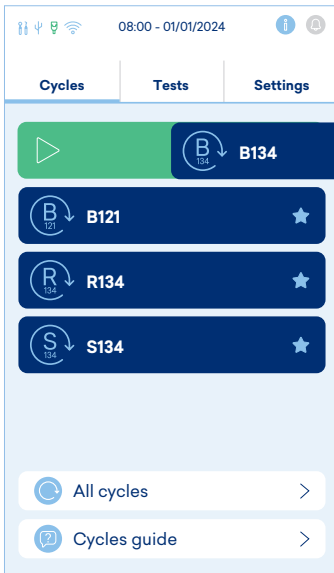 08:00 - 01/01/2024
i
Cycles Tests Settings
B 134 B134
B 121 B121
R 134 R134
S 134 S134
All cycles
? Cycles guide